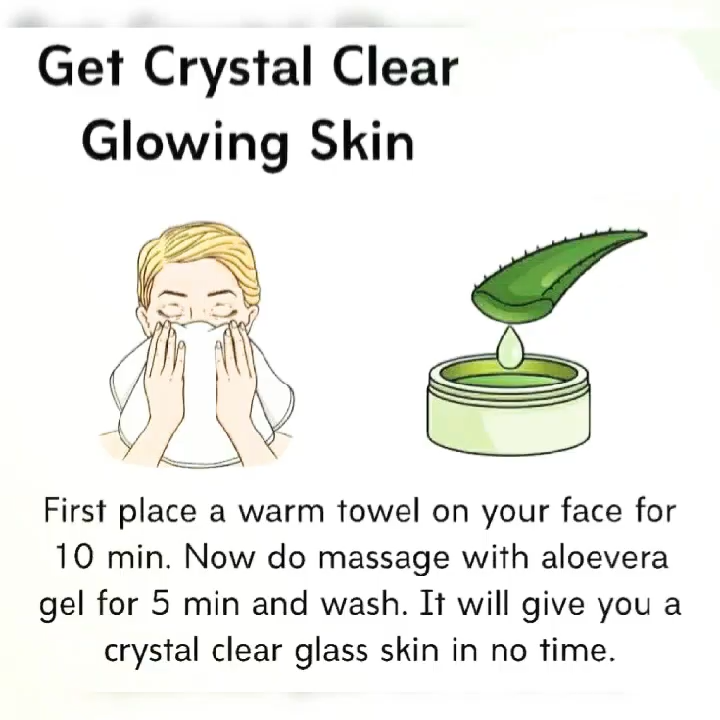 Get Crystal Clear
Glowing Skin
First place a warm towel on your face for
10 min. Now do massage with aloevera
gel for 5 min and wash. It will give you a
crystal clear glass skin in no time.